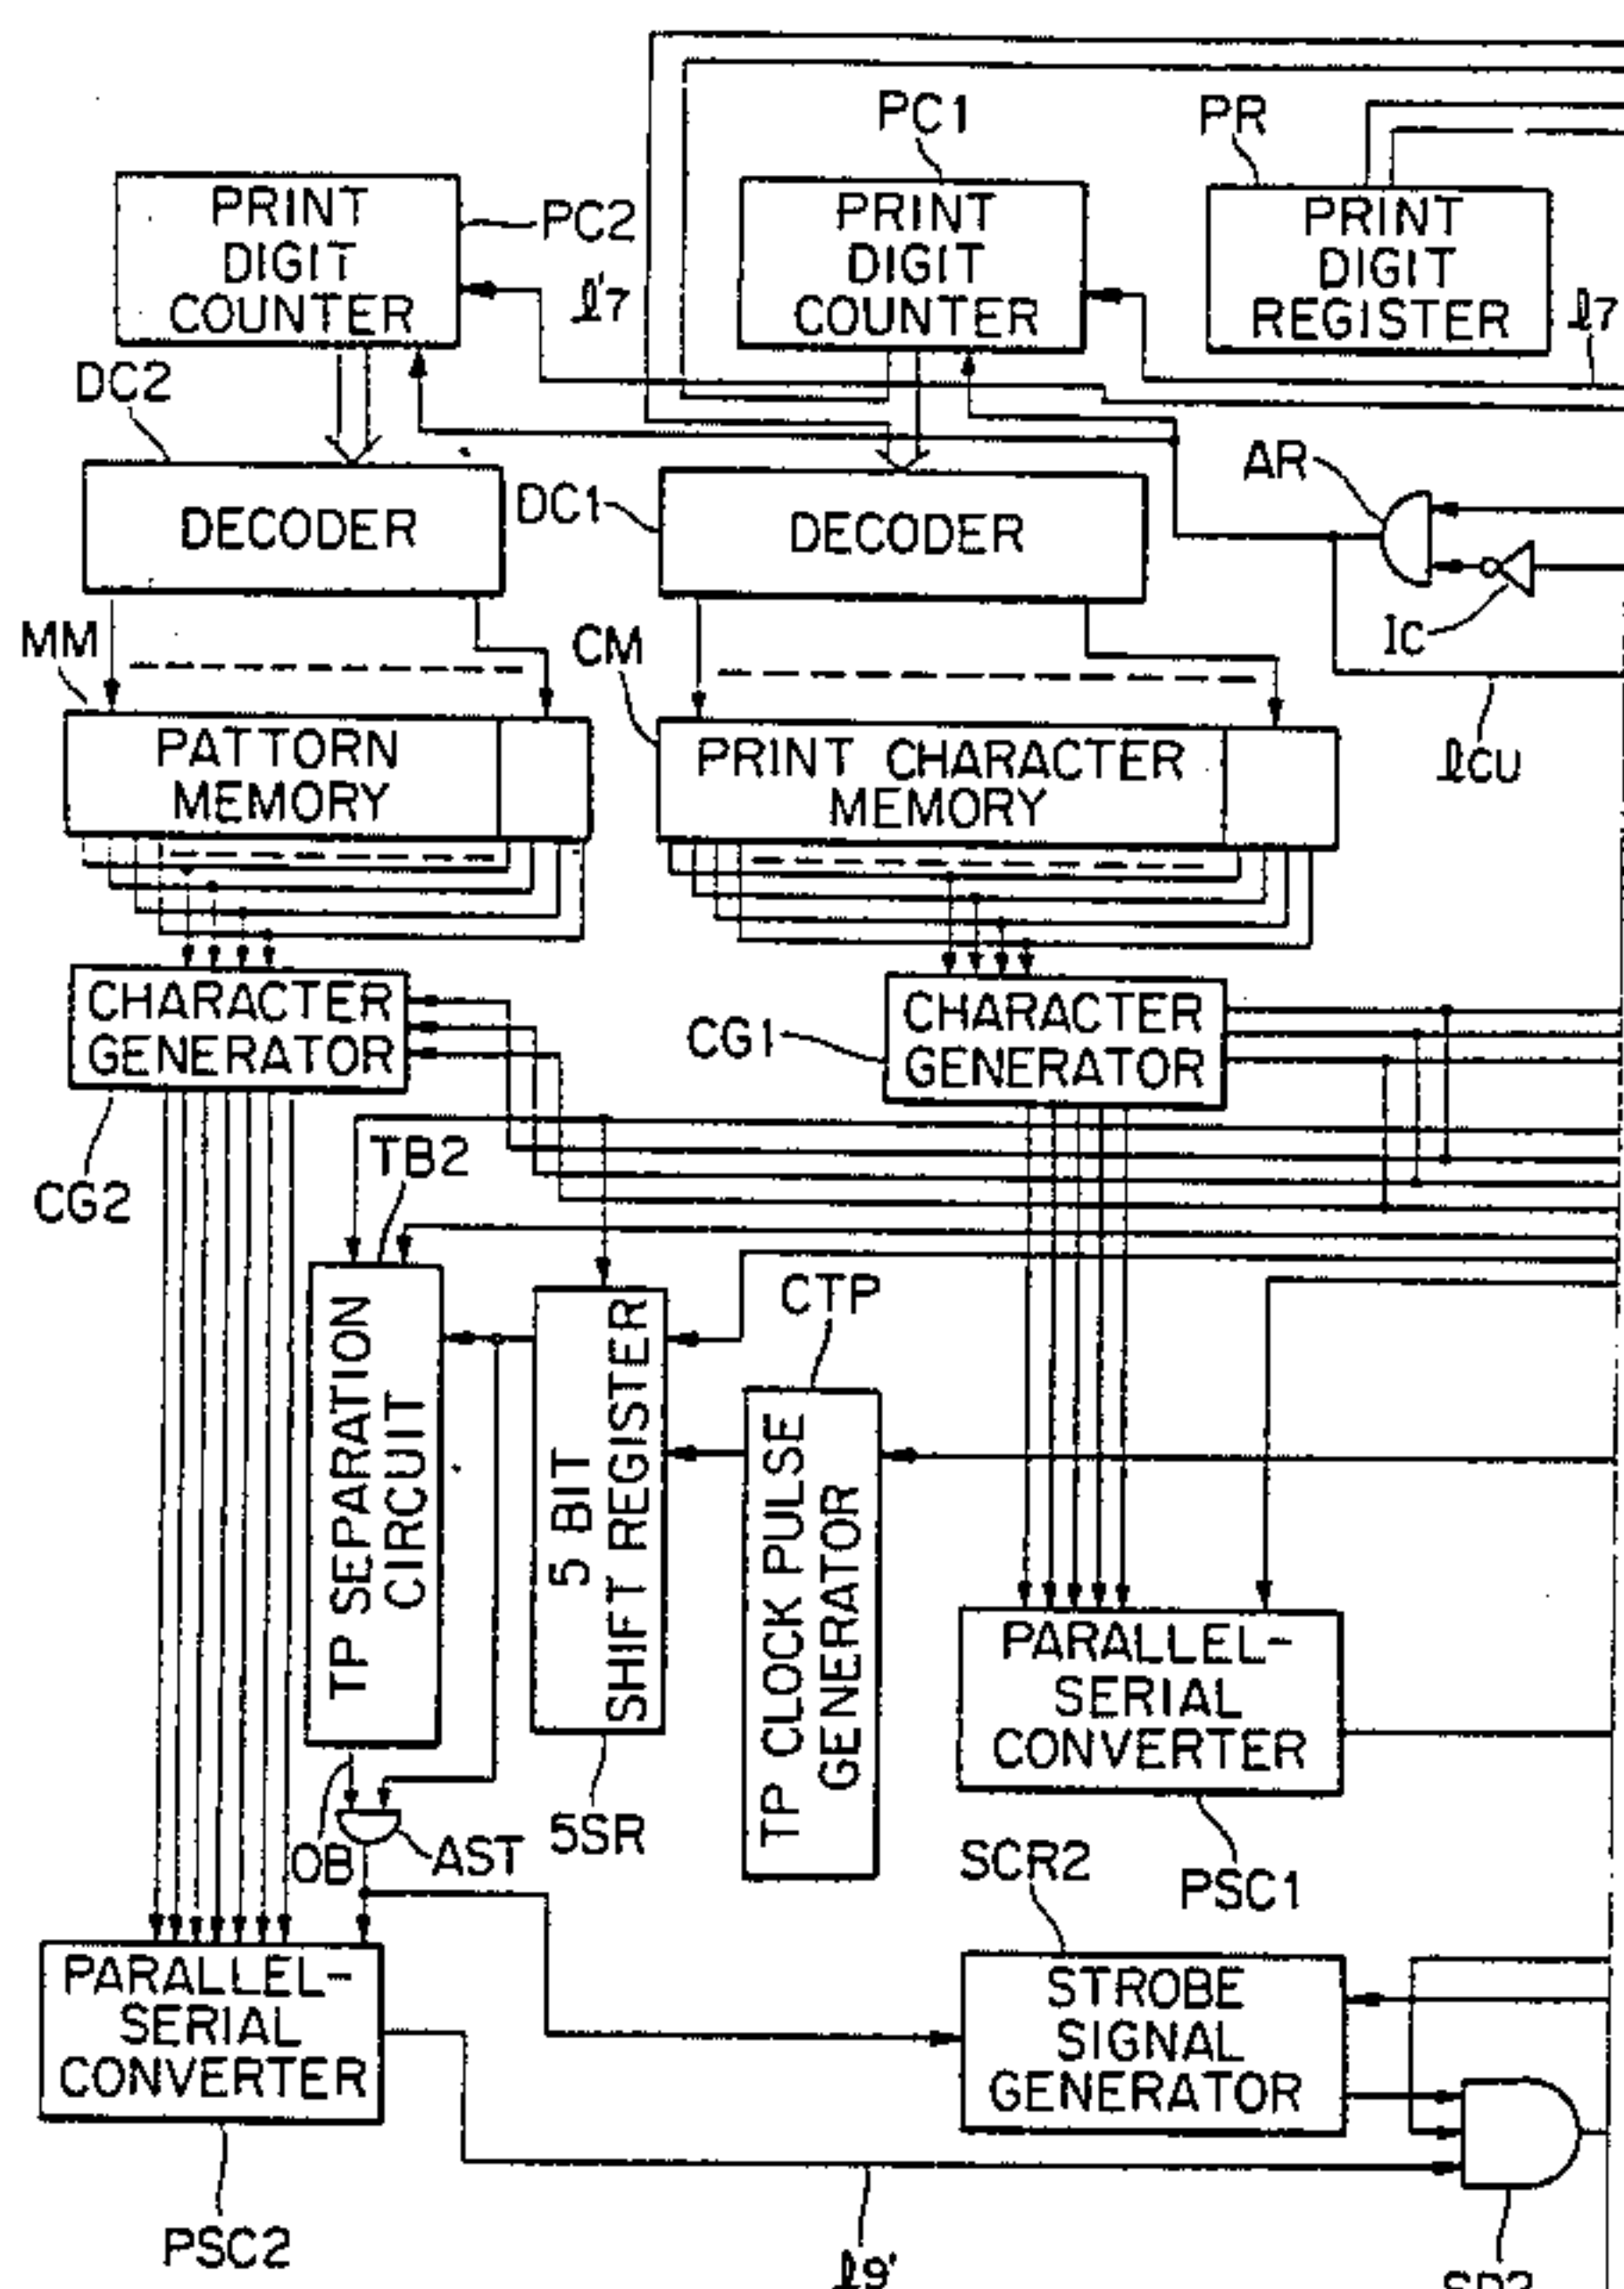 PC1
PR
PRINT
DIGIT
COUNTER
PC2
l'7
PRINT
DIGIT
COUNTER
PRINT
DIGIT
REGISTER
l7
DC2
DECODER
DC1
DECODER
AR
IC
lCU
MM
CM
PATTORN
MEMORY
PRINT CHARACTER
MEMORY
CHARACTER
GENERATOR
CG1
CHARACTER
GENERATOR
CG2
TB2
CTP
TP SEPARATION
CIRCUIT
5 BIT
SHIFT REGISTER
TP CLOCK PULSE
GENERATOR
PARALLEL-
SERIAL
CONVERTER
OB
AST
5SR
SCR2
PSC1
PARALLEL-
SERIAL
CONVERTER
STROBE
SIGNAL
GENERATOR
PSC2
l9'